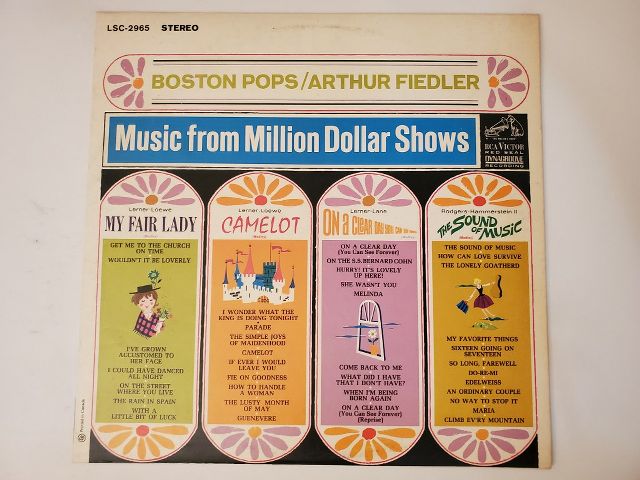 LSC-2965 STEREO
BOSTON POPS/ARTHUR FIEDLER
Music from Million Dollar Shows
RCA VICTOR
RED SEAL
DYNAGROOVE
RECORDING
Lerner-Loewe
MY FAIR LADY
(Medley)
GET ME TO THE CHURCH
ON TIME
WOULDN'T IT BE LOVERLY
I'VE GROWN
ACCUSTOMED TO
HER FACE
I COULD HAVE DANCED
ALL NIGHT
ON THE STREET
WHERE YOU LIVE
THE RAIN IN SPAIN
WITH A
LITTLE BIT OF LUCK
Lerner-Loewe
CAMELOT
(Medley)
I WONDER WHAT THE
KING IS DOING TONIGHT
PARADE
THE SIMPLE JOYS
OF MAIDENHOOD
CAMELOT
IF EVER I WOULD
LEAVE YOU
FIE ON GOODNESS
HOW TO HANDLE
A WOMAN
THE LUSTY MONTH
OF MAY
GUENEVERE
Lerner-Lane
ON A CLEAR DAY
(Medley)
ON A CLEAR DAY
(You Can See Forever)
ON THE S.S. BERNARD COHN
HURRY! IT'S LOVELY
UP HERE!
SHE WASN'T YOU
MELINDA
COME BACK TO ME
WHAT DID I HAVE
THAT I DON'T HAVE?
WHEN I'M BEING
BORN AGAIN
ON A CLEAR DAY
(You Can See Forever)
(Reprise)
Rodgers-Hammerstein II
THE SOUND
OF MUSIC
(Medley)
THE SOUND OF MUSIC
HOW CAN LOVE SURVIVE
THE LONELY GOATHERD
MY FAVORITE THINGS
SIXTEEN GOING ON
SEVENTEEN
SO LONG, FAREWELL
DO-RE-MI
EDELWEISS
AN ORDINARY COUPLE
NO WAY TO STOP IT
MARIA
CLIMB EV'RY MOUNTAIN
Printed in Canada